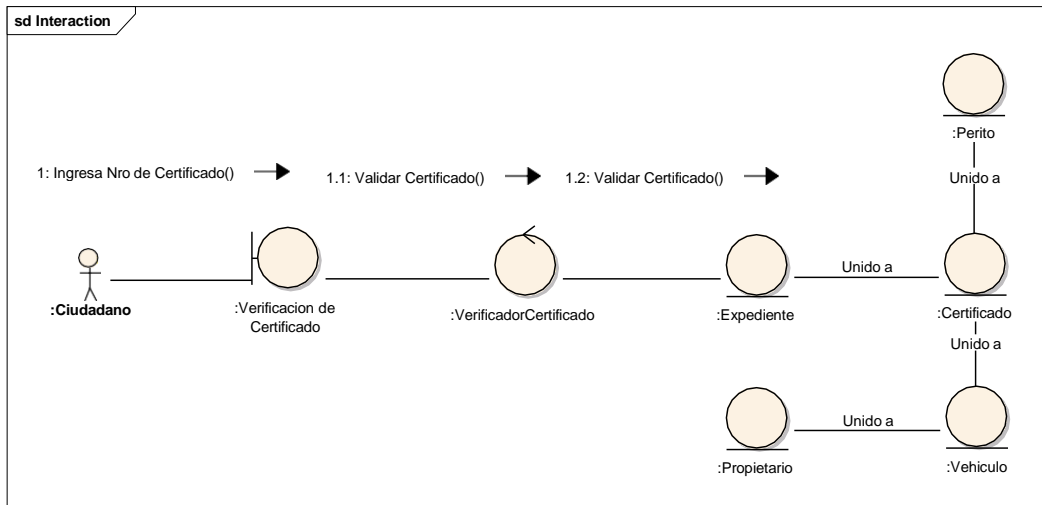 sd Interaction
:Perito
1: Ingresa Nro de Certificado()
1.1: Validar Certificado()
1.2: Validar Certificado()
Unido a
:Ciudadano
:Verificacion de
Certificado
:VerificadorCertificado
:Expediente
Unido a
:Certificado
Unido a
:Propietario
Unido a
:Vehiculo